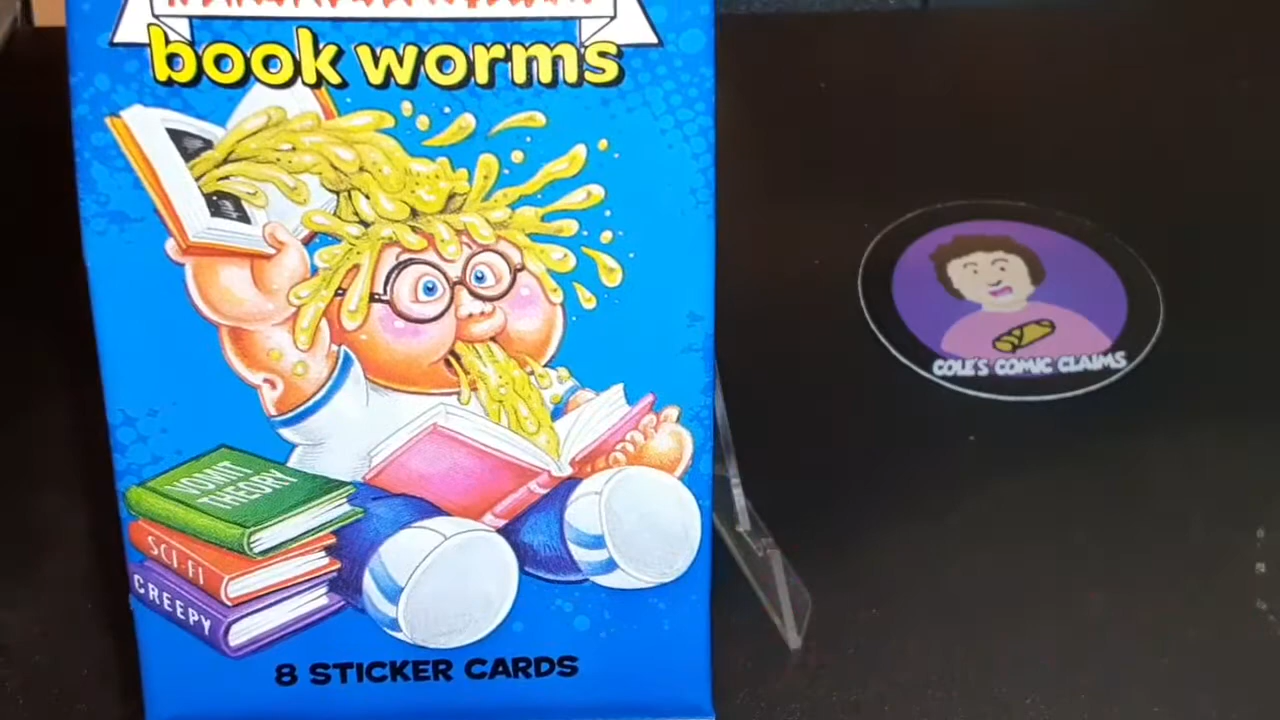 book worms
VOMIT
THEORY
SCI-FI
CREEPY
8 STICKER CARDS
COLE'S COMIC CLAIMS